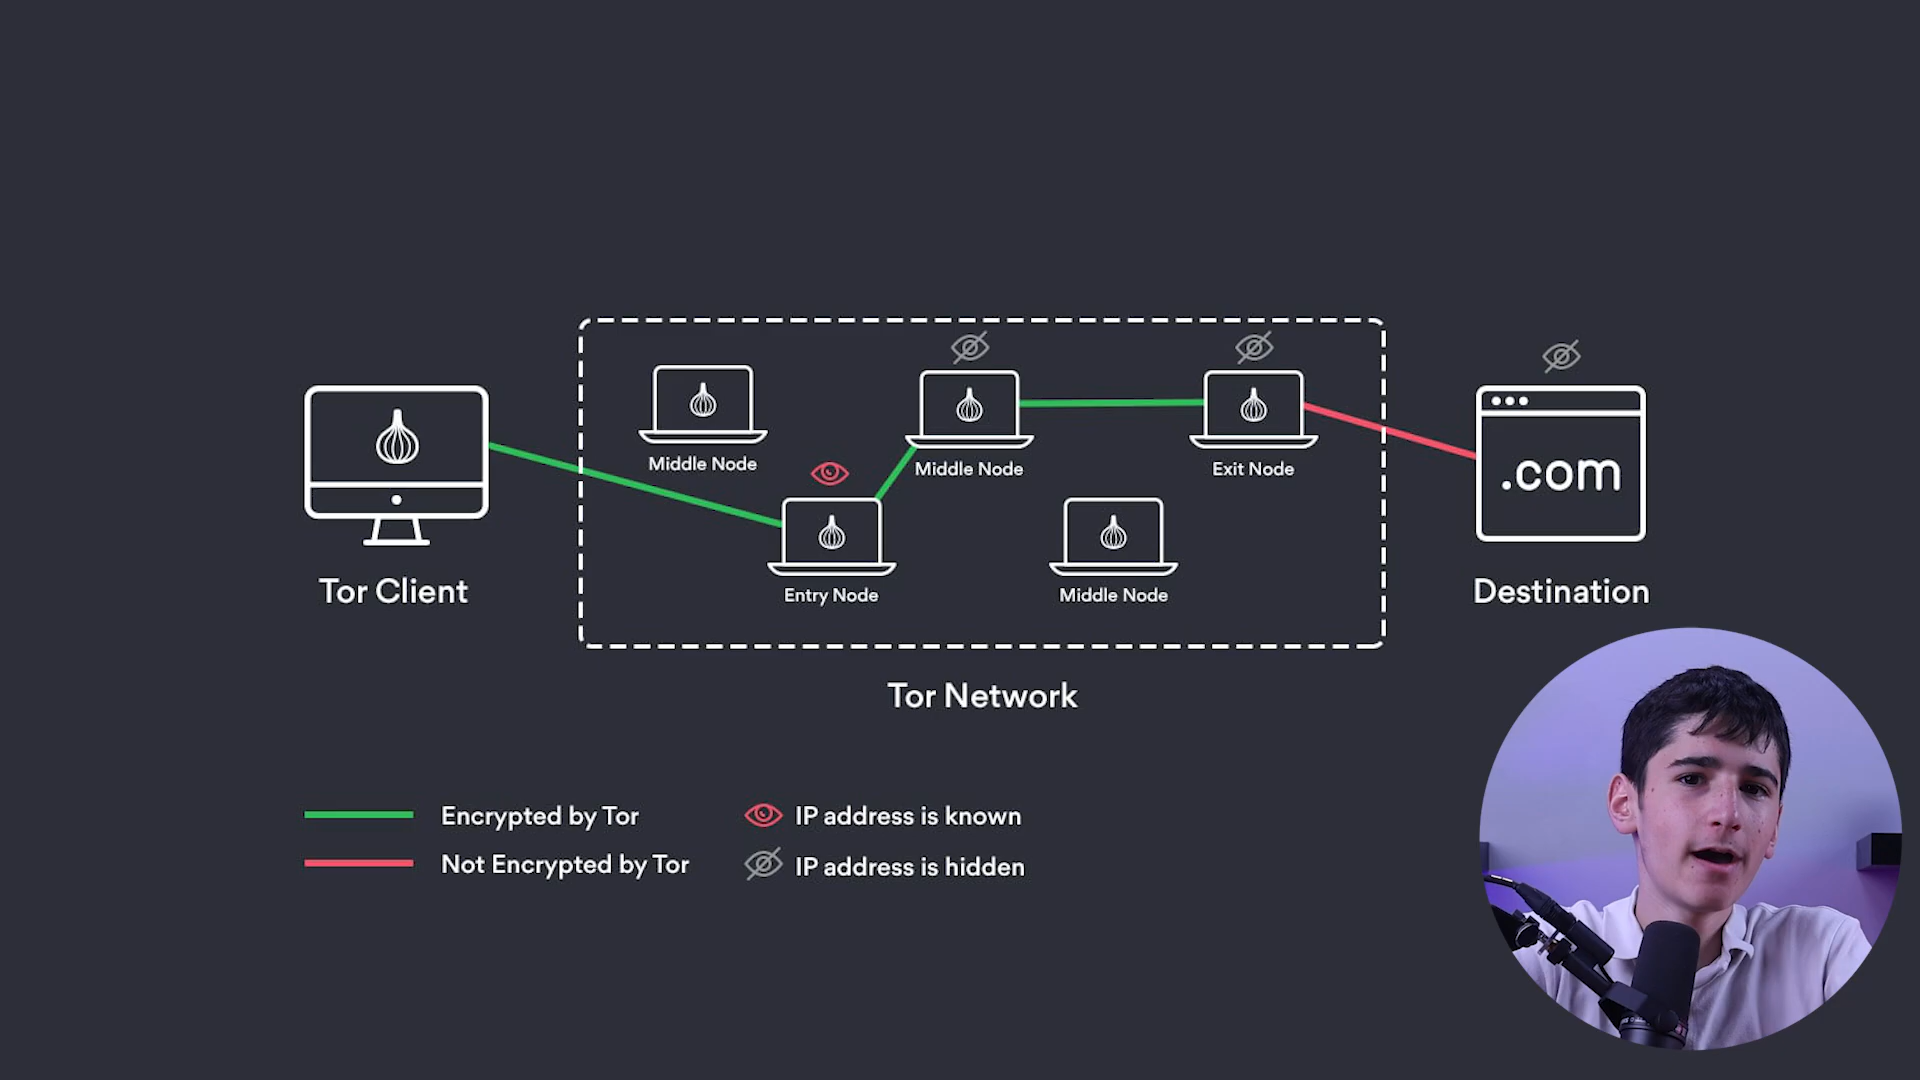 Middle Node
Middle Node
Exit Node
.com
Entry Node
Middle Node
Tor Client
Destination
Tor Network
Encrypted by Tor
IP address is known
Not Encrypted by Tor
IP address is hidden